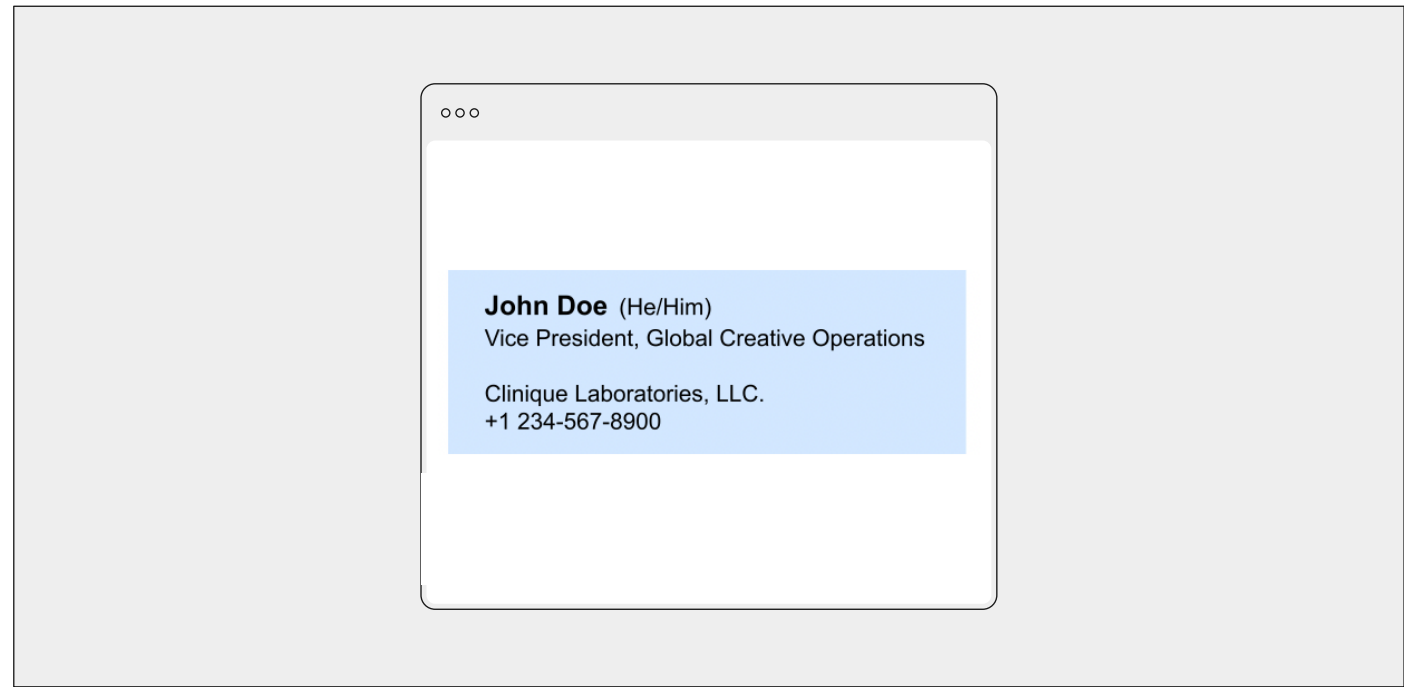 John Doe (He/Him)
Vice President, Global Creative Operations
Clinique Laboratories, LLC.
+1 234-567-8900